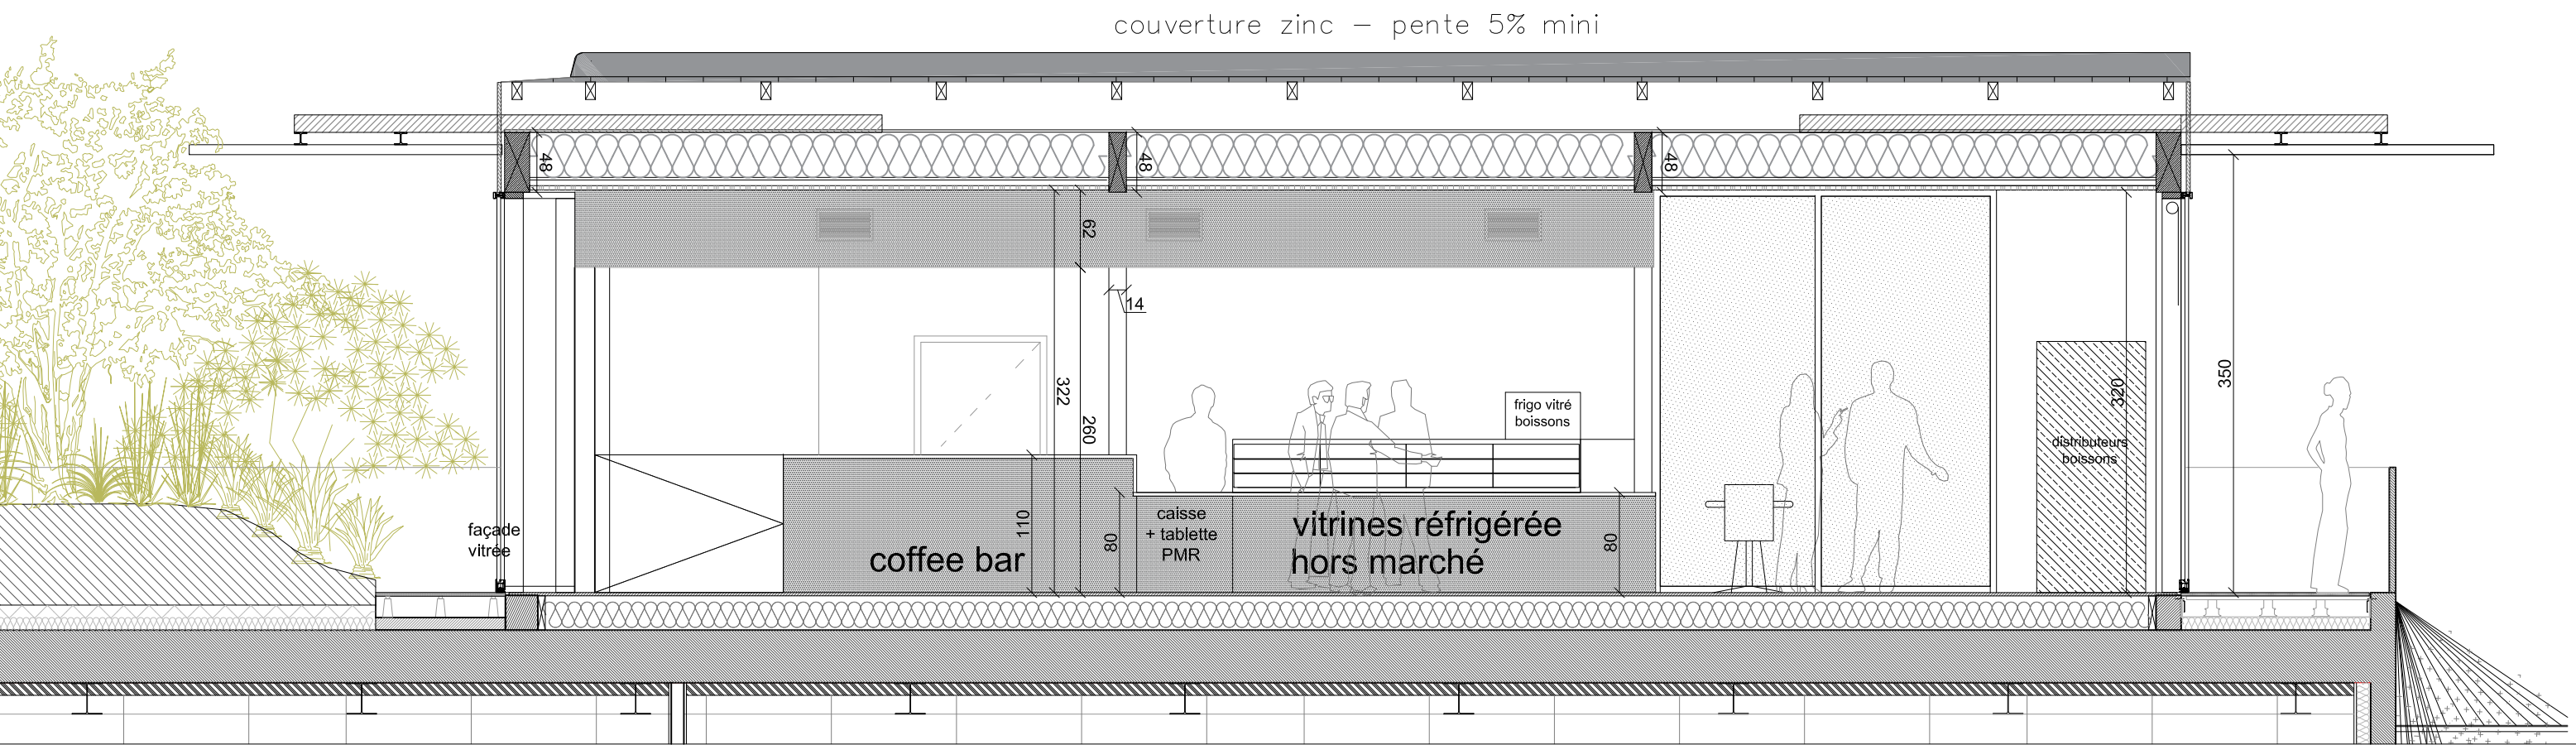 couverture zinc - pente 5% mini
48
48
48
62
14
322
260
320
350
frigo vitré
boissons
distributeurs
boissons
façade
vitrée
110
80
80
coffee bar
caisse
+ tablette
PMR
vitrines réfrigérée
hors marché